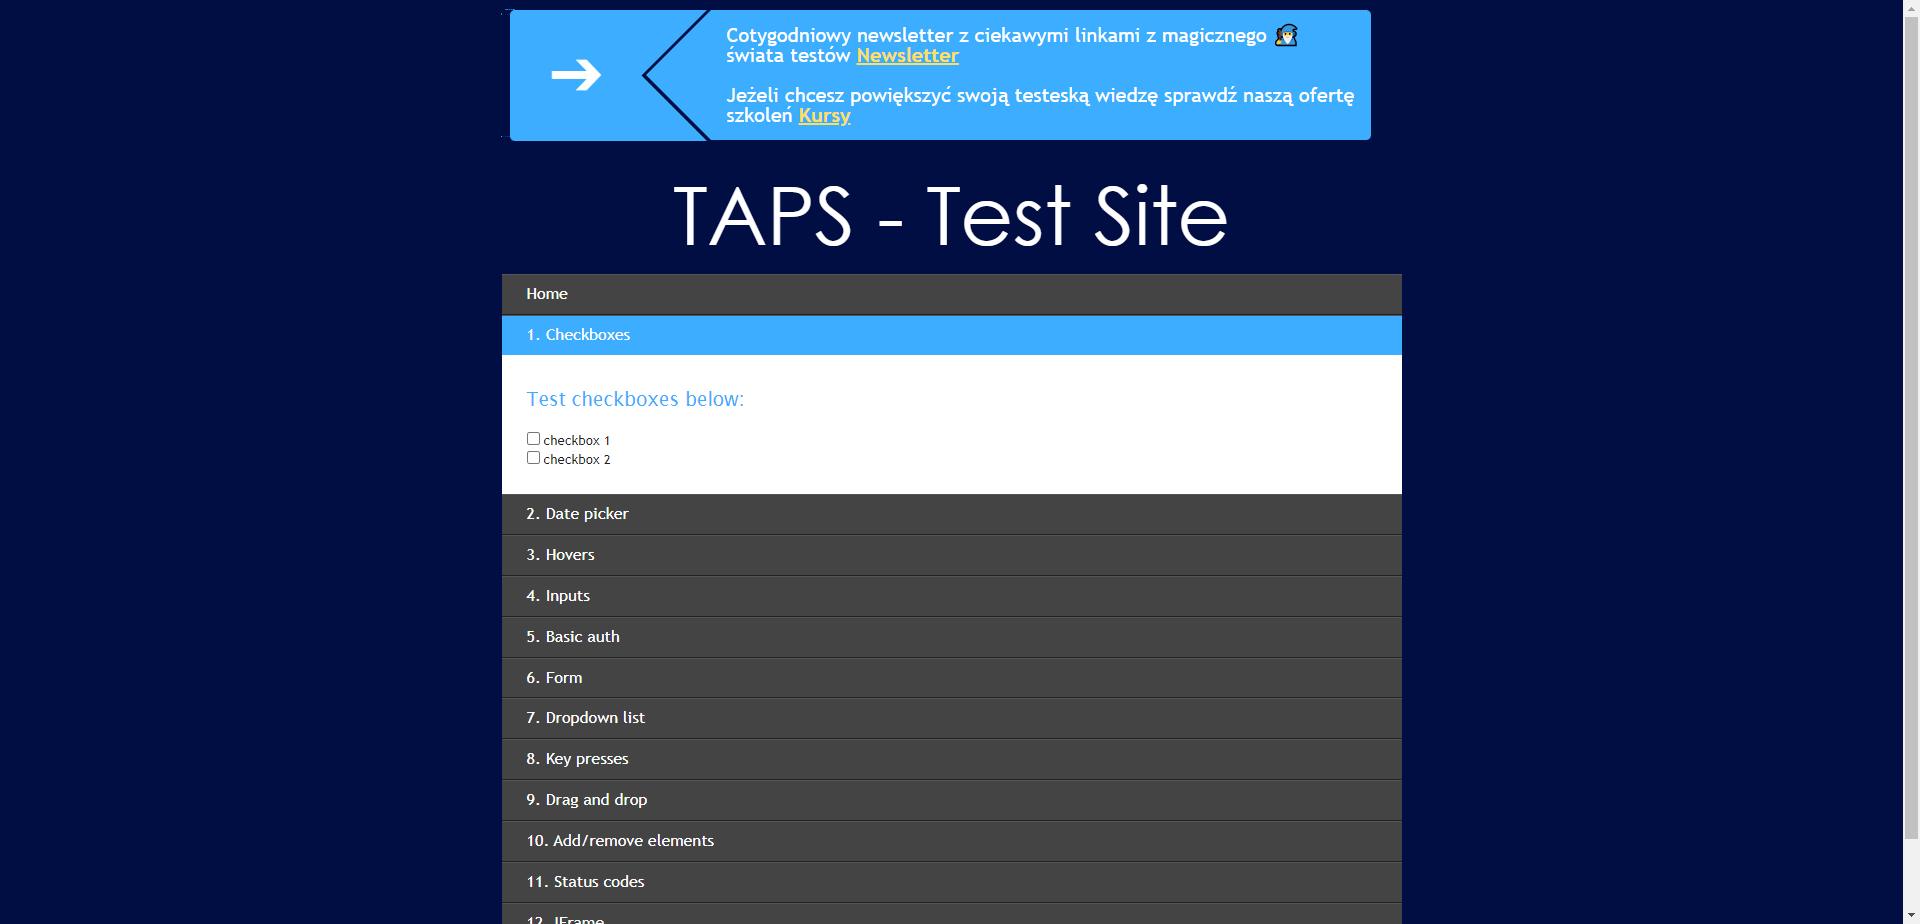 Cotygodniowy newsletter z ciekawymi linkami z magicznego
świata testów Newsletter
Jeżeli chcesz powiększyć swoją testeską wiedzę sprawdź naszą ofertę
szkoleń Kursy
TAPS - Test Site
Home
1. Checkboxes
Test checkboxes below:
checkbox 1
checkbox 2
2. Date picker
3. Hovers
4. Inputs
5. Basic auth
6. Form
7. Dropdown list
8. Key presses
9. Drag and drop
10. Add/remove elements
11. Status codes
12. IFrame